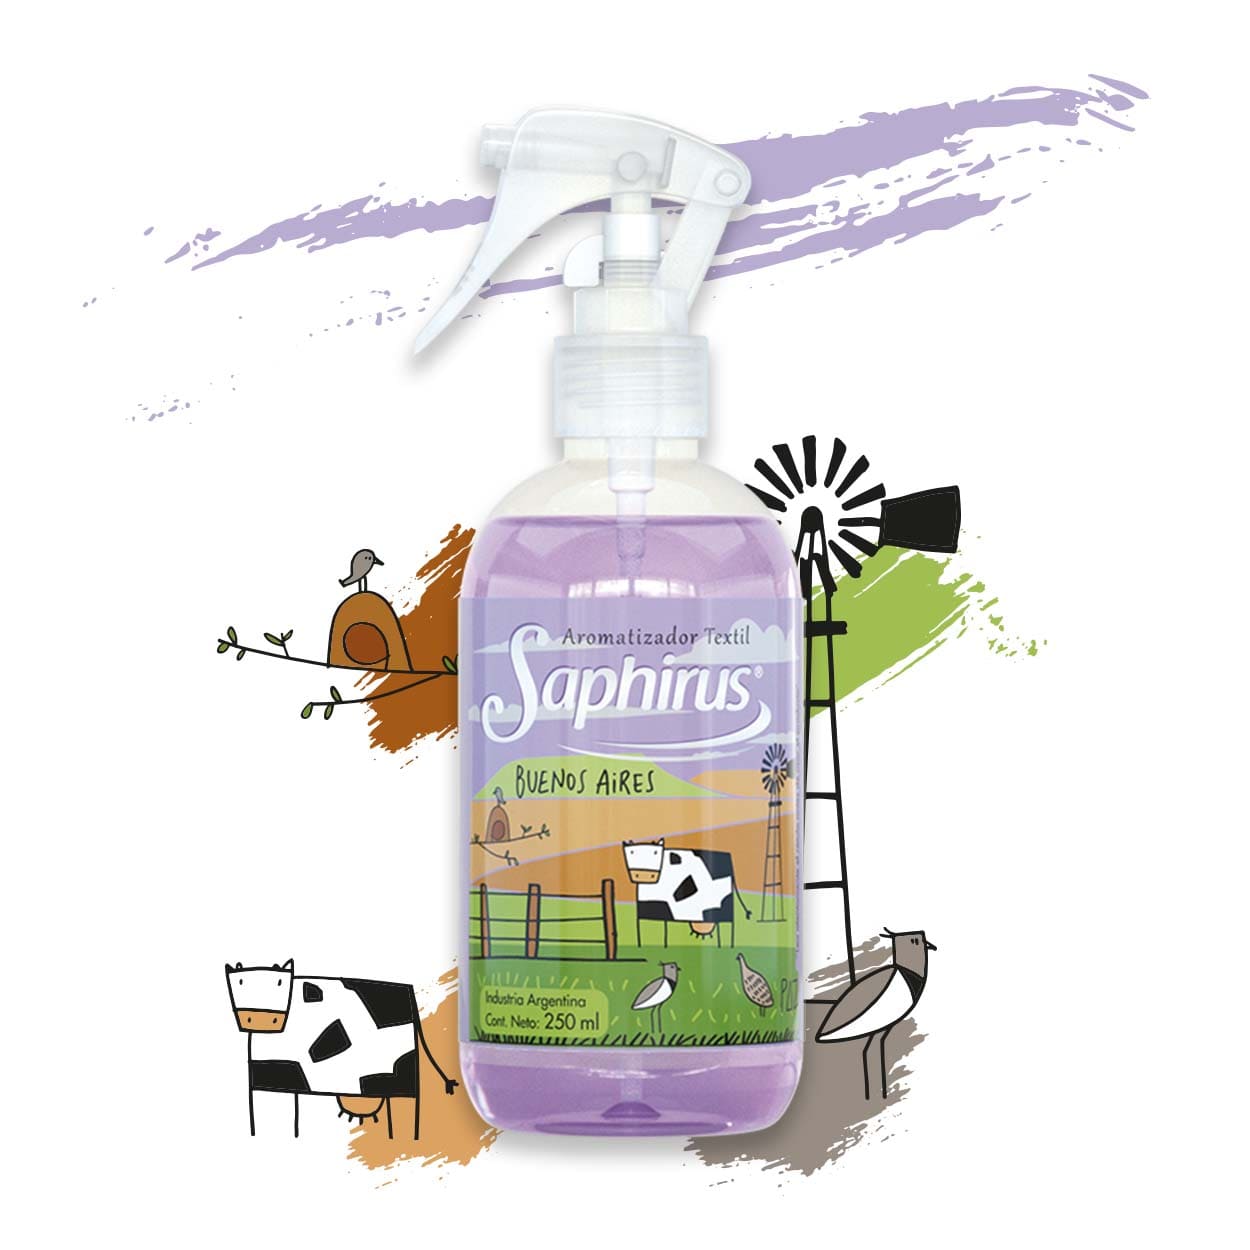 Aromatizador Textil
Saphirus®
BUENOS AIRES
Industria Argentina
Cont. Neto: 250 ml